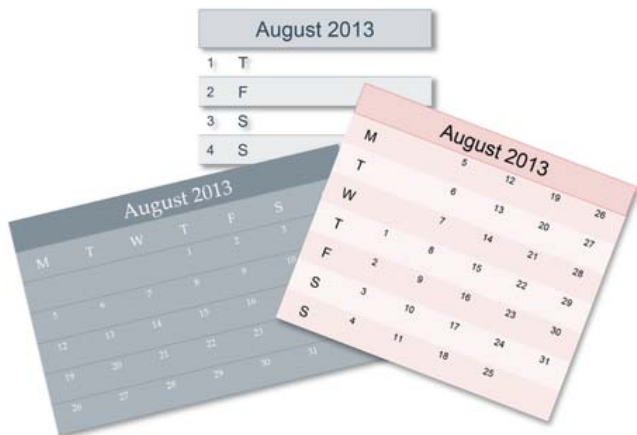 August 2013
1 T
2 F
3 S
4 S
August 2013
M T W T F S
1 2 3
5 6 7 8 9 10
12 13 14 15 16
19 20 21 22 23
26 27 28 29 30 31
August 2013
M 5 12 19 26
T 6 13 20 27
W 7 14 21 28
T 1 8 15 22 29
F 2 9 16 23 30
S 3 10 17 24 31
S 4 11 18 25